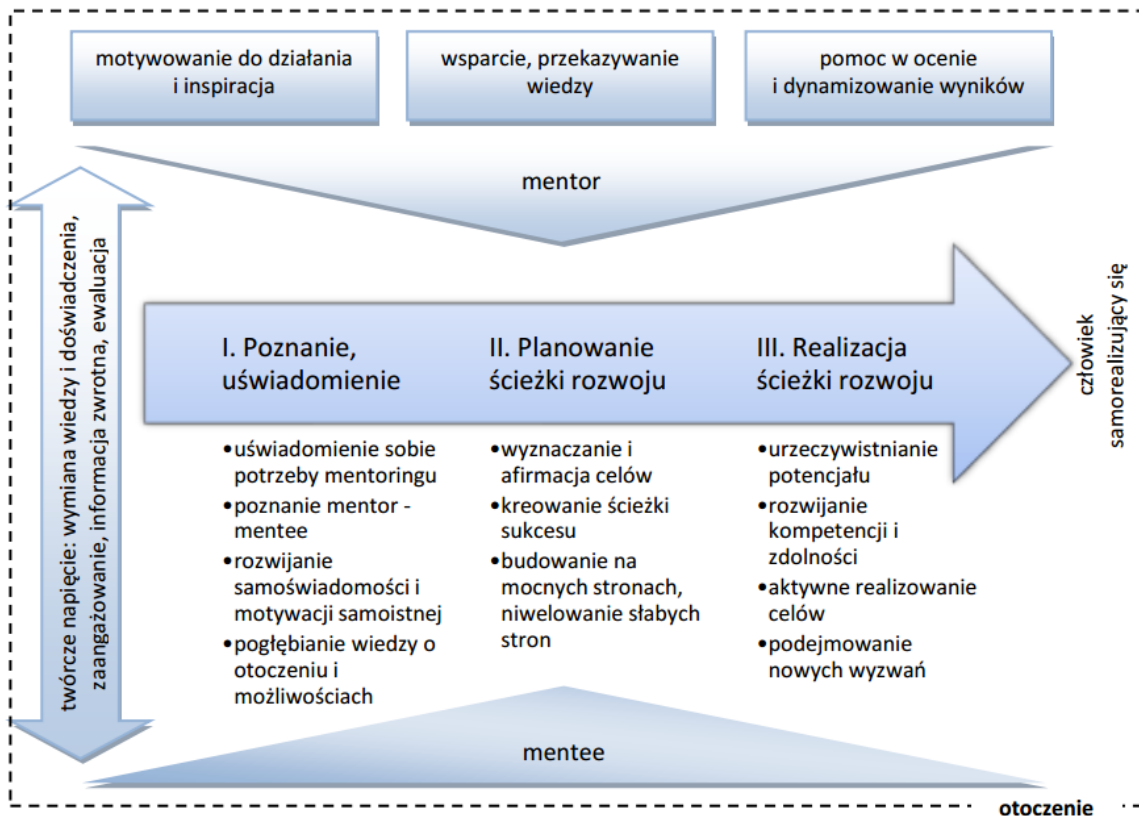 motywowanie do działania
i inspiracja
wsparcie, przekazywanie
wiedzy
pomoc w ocenie
i dynamizowanie wyników
mentor
twórcze napięcie: wymiana wiedzy i doświadczenia,
zaangażowanie, informacja zwrotna, ewaluacja
I. Poznanie,
uświadomienie
•uświadomienie sobie
potrzeby mentoringu
•poznanie mentor -
mentee
•rozwijanie
samoświadomości i
motywacji samoistnej
•pogłębianie wiedzy o
otoczeniu i
możliwościach
II. Planowanie
ścieżki rozwoju
•wyznaczanie i
afirmacja celów
•kreowanie ścieżki
sukcesu
•budowanie na
mocnych stronach,
niwelowanie słabych
stron
III. Realizacja
ścieżki rozwoju
•urzeczywistnianie
potencjału
•rozwijanie
kompetencji i
zdolności
•aktywne realizowanie
celów
•podejmowanie
nowych wyzwań
człowiek
samorealizujący się
mentee
otoczenie